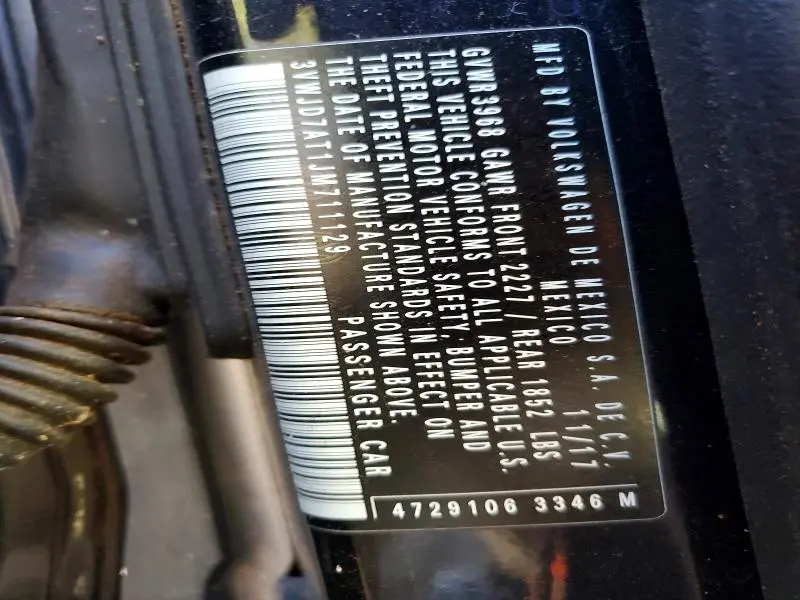 MFD BY VOLKSWAGEN DE MEXICO S.A. DE C.V.
MEXICO 11/17
GVWR 3968 GAWR FRONT 2227 / REAR 1852 LBS
THIS VEHICLE CONFORMS TO ALL APPLICABLE U.S.
FEDERAL MOTOR VEHICLE SAFETY, BUMPER AND
THEFT PREVENTION STANDARDS IN EFFECT ON
THE DATE OF MANUFACTURE SHOWN ABOVE.
3VWJD7AT1JM711129 PASSENGER CAR
4729106 3346 M